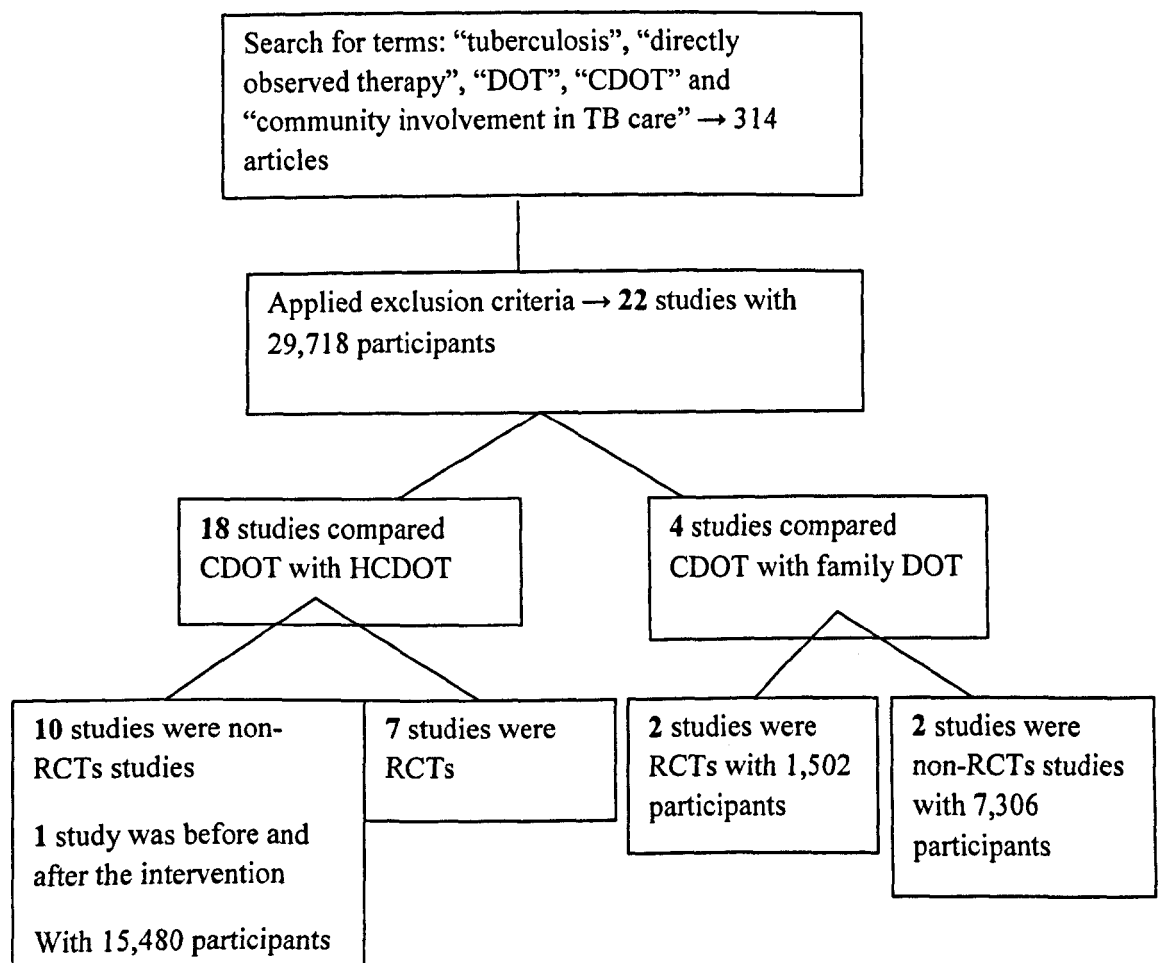 Search for terms: “tuberculosis”, “directly
observed therapy”, “DOT”, “CDOT” and
“community involvement in TB care” → 314
articles
Applied exclusion criteria → 22 studies with
29,718 participants
18 studies compared
CDOT with HCDOT
4 studies compared
CDOT with family DOT
10 studies were non-
RCTs studies
1 study was before and
after the intervention
With 15,480 participants
7 studies were
RCTs
2 studies were
RCTs with 1,502
participants
2 studies were
non-RCTs studies
with 7,306
participants